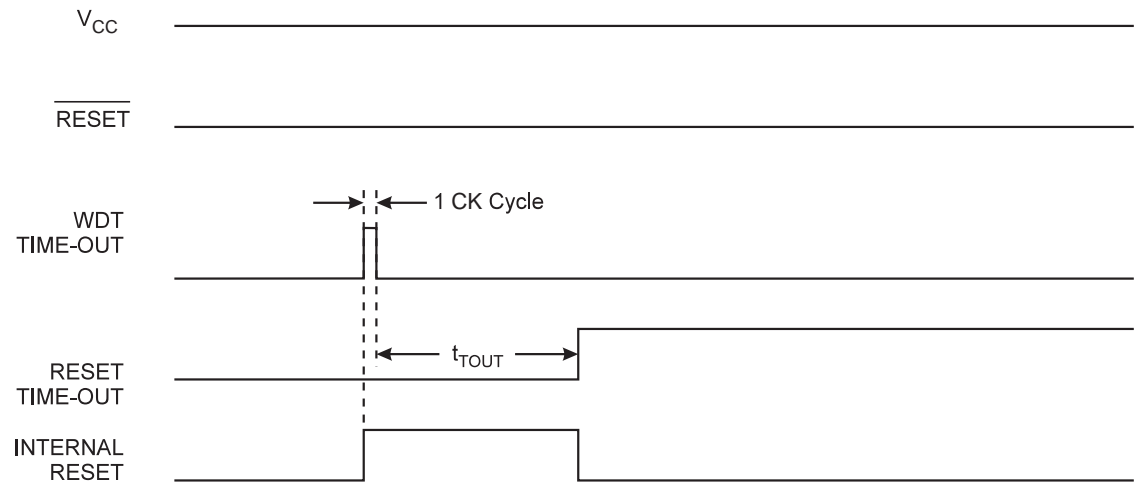 VCC
RESET
1 CK Cycle
WDT
TIME-OUT
tTOUT
RESET
TIME-OUT
INTERNAL
RESET